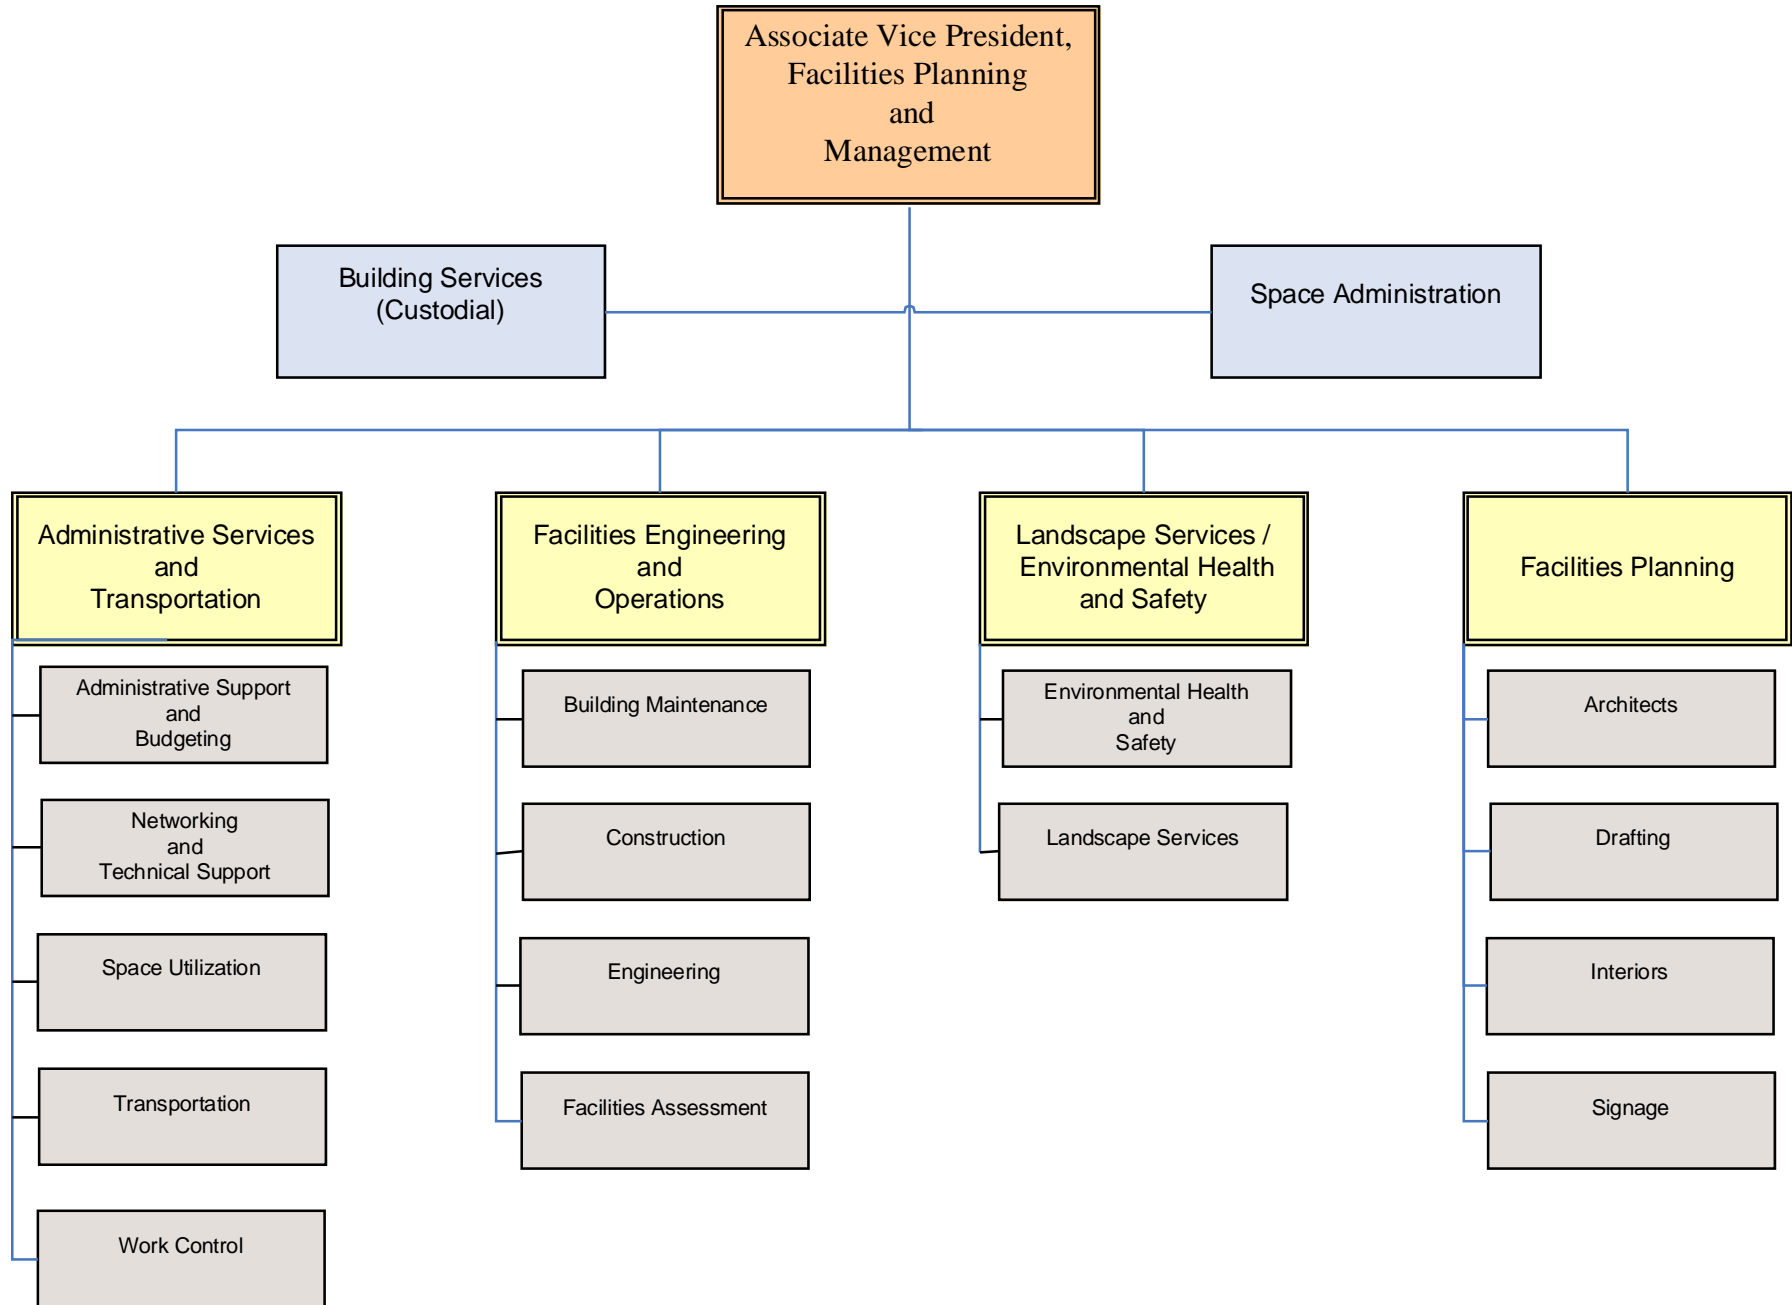 Associate Vice President,
Facilities Planning
and
Management
Building Services
(Custodial)
Space Administration
Administrative Services
and
Transportation
Facilities Engineering
and
Operations
Landscape Services /
Environmental Health
and Safety
Facilities Planning
Administrative Support
and
Budgeting
Networking
and
Technical Support
Space Utilization
Transportation
Work Control
Building Maintenance
Construction
Engineering
Facilities Assessment
Environmental Health
and
Safety
Landscape Services
Architects
Drafting
Interiors
Signage